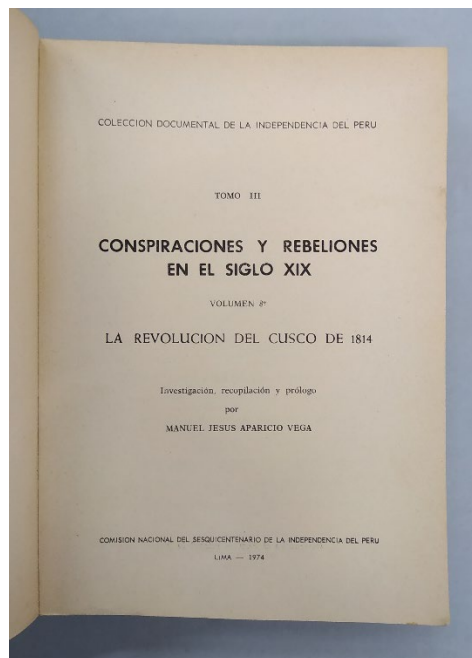 COLECCION DOCUMENTAL DE LA INDEPENDENCIA DEL PERU
TOMO III
CONSPIRACIONES Y REBELIONES
EN EL SIGLO XIX
VOLUMEN 8º
LA REVOLUCION DEL CUSCO DE 1814
Investigación, recopilación y prólogo
por
MANUEL JESUS APARICIO VEGA
COMISION NACIONAL DEL SESQUICENTENARIO DE LA INDEPENDENCIA DEL PERU
LIMA — 1974